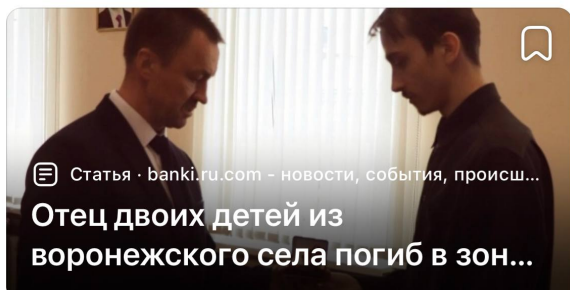 Статья · banki.ru.com - новости, события, происш...
Отец двоих детей из
воронежского села погиб в зон...